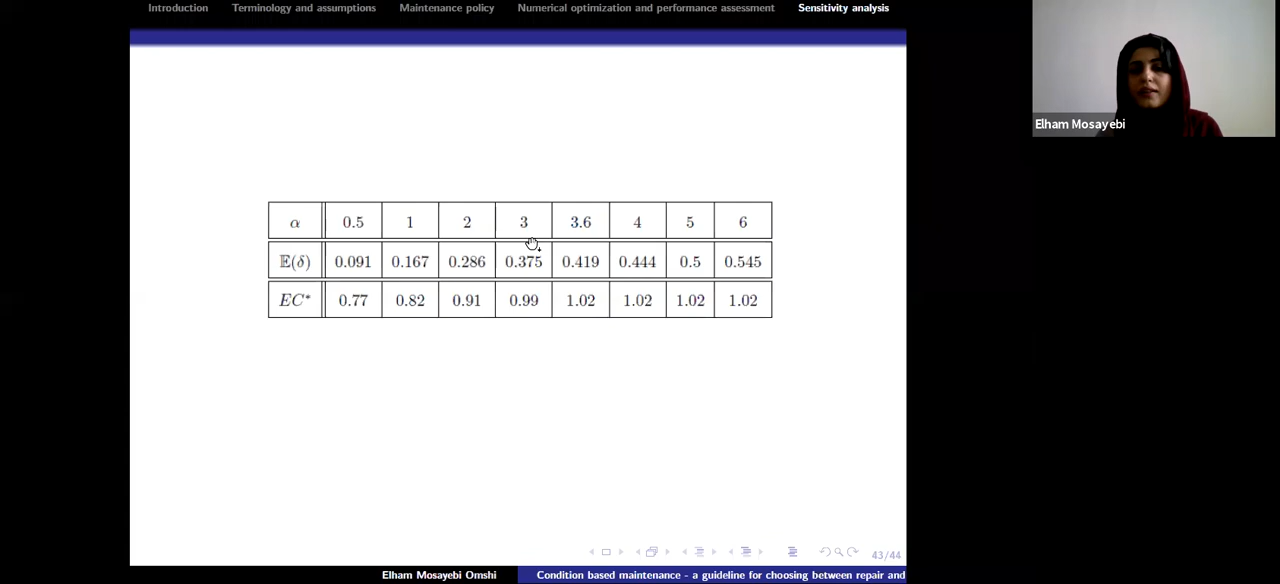 Introduction Terminology and assumptions Maintenance policy Numerical optimization and performance assessment Sensitivity analysis
Elham Mosayebi
α 0.5 1 2 3 3.6 4 5 6
𝔼(δ) 0.091 0.167 0.286 0.375 0.419 0.444 0.5 0.545
EC* 0.77 0.82 0.91 0.99 1.02 1.02 1.02 1.02
43/44
Elham Mosayebi Omshi Condition based maintenance - a guideline for choosing between repair and